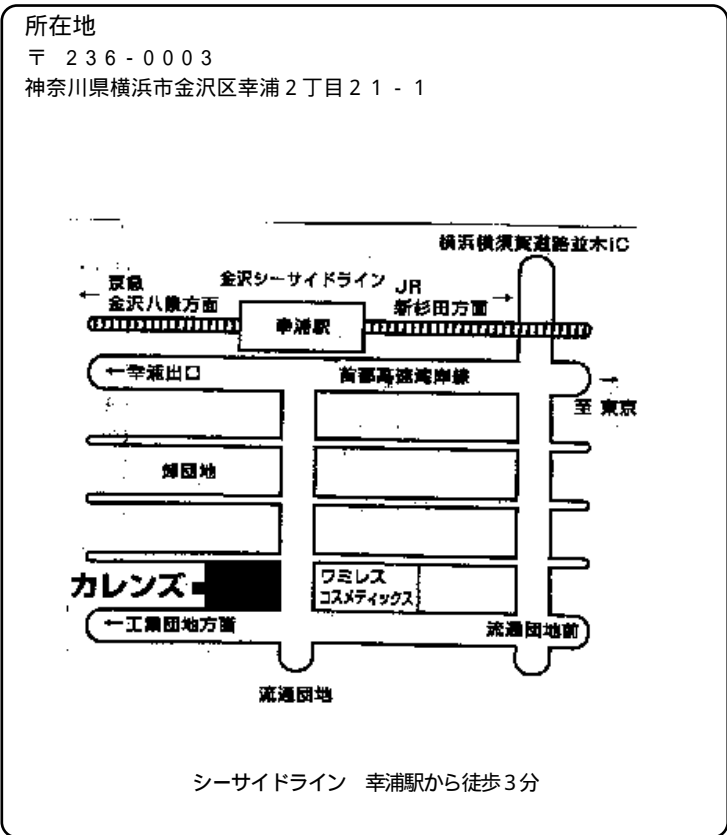 所在地
〒 236-0003
神奈川県横浜市金沢区幸浦2丁目21-1
横浜横須賀道路並木IC
京急
←金沢八景方面
金沢シーサイドライン
JR
新杉田方面→
幸浦駅
←幸浦出口
首都高速湾岸線
→
至 東京
団地
カレンズ
ワミレス
コスメティックス
←工業団地方面
流通団地前
流通団地
シーサイドライン 幸浦駅から徒歩3分